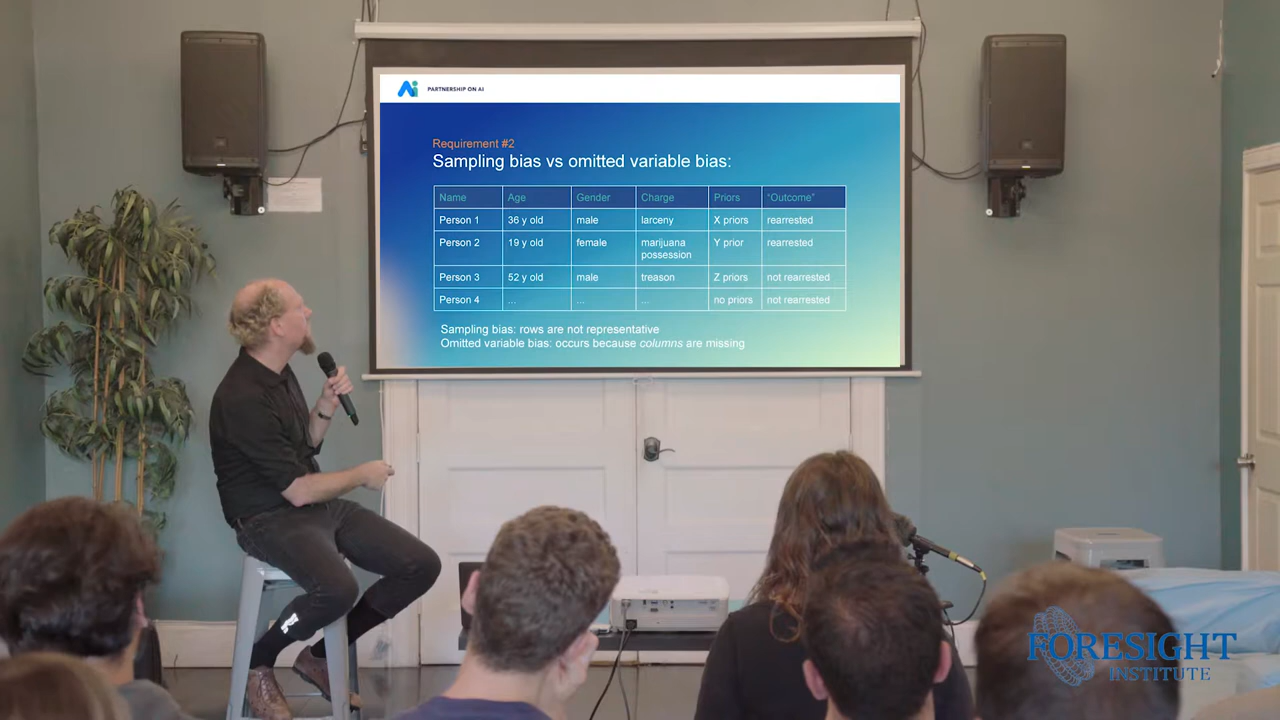 PARTNERSHIP ON AI
Requirement #2
Sampling bias vs omitted variable bias:
Name Age Gender Charge Priors "Outcome"
Person 1 36 y old male larceny X priors rearrested
Person 2 19 y old female marijuana possession Y prior rearrested
Person 3 52 y old male treason Z priors not rearrested
Person 4 ... ... ... no priors not rearrested
Sampling bias: rows are not representative
Omitted variable bias: occurs because columns are missing
FORESIGHT
INSTITUTE